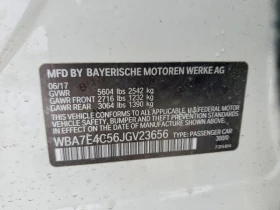 MFD BY BAYERISCHE MOTOREN WERKE AG
06/17
GVWR 5604 lbs 2542 kg
GAWR FRONT 2716 lbs 1232 kg
GAWR REAR 3064 lbs 1390 kg
THIS VEHICLE CONFORMS TO ALL APPLICABLE U.S. FEDERAL MOTOR
VEHICLE SAFETY, BUMPER, AND THEFT PREVENTION STANDARDS
IN EFFECT ON THE DATE OF MANUFACTURE SHOWN ABOVE.
WBA7E4C56JGV23656 TYPE: PASSENGER CAR
300/0